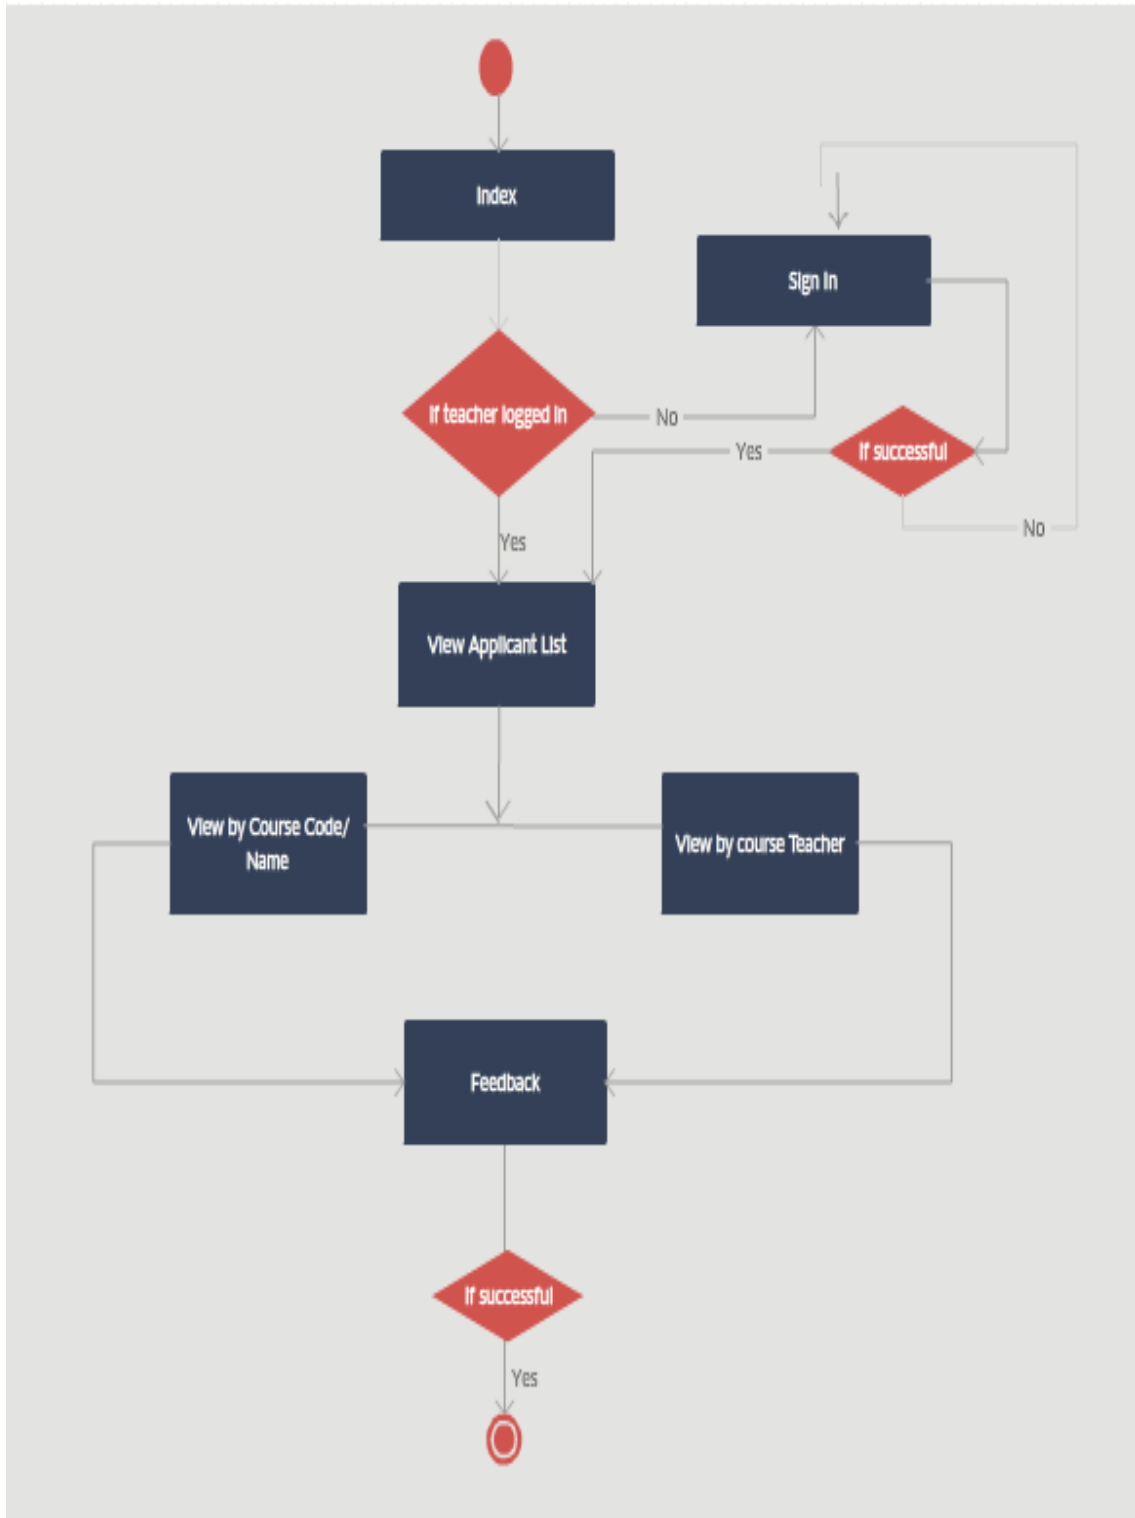 Index
Sign In
If teacher logged in
No
Yes
If successful
No
Yes
View Applicant List
View by Course Code/
Name
View by course Teacher
Feedback
If successful
Yes